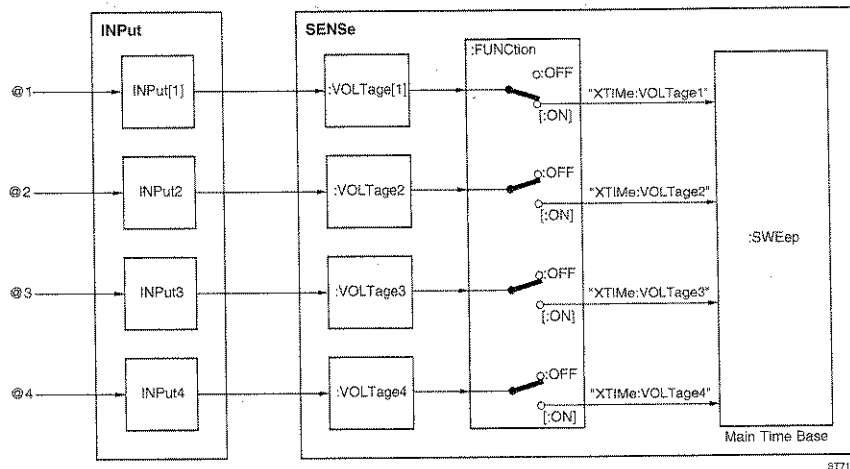 INPut
SENSe
:FUNCtion
@1
INPut[1]
:VOLTage[1]
:OFF
[:ON]
"XTIMe:VOLTage1"
@2
INPut2
:VOLTage2
:OFF
[:ON]
"XTIMe:VOLTage2"
:SWEep
@3
INPut3
:VOLTage3
:OFF
[:ON]
"XTIMe:VOLTage3"
@4
INPut4
:VOLTage4
:OFF
[:ON]
"XTIMe:VOLTage4"
Main Time Base